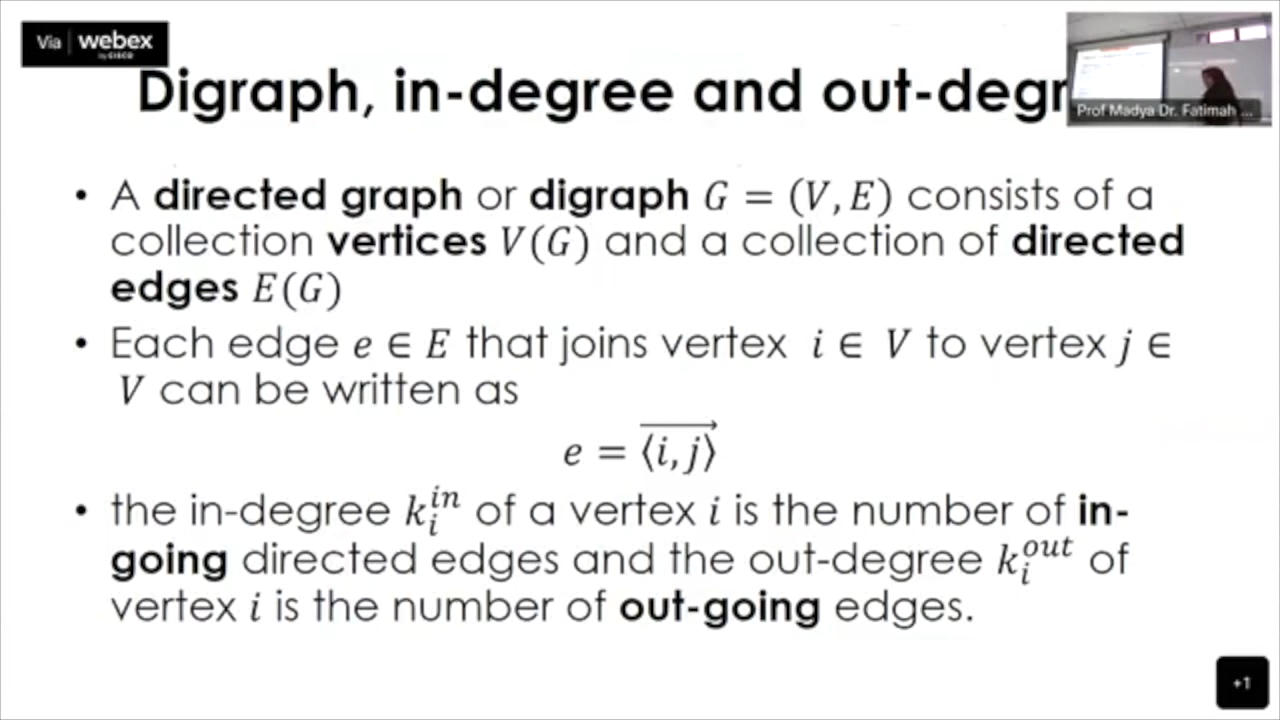 Via webex
by CISCO
Digraph, in-degree and out-degr
Prof Madya Dr. Fatimah ...
• A directed graph or digraph G = (V, E) consists of a
collection vertices V(G) and a collection of directed
edges E(G)
• Each edge e ∈ E that joins vertex i ∈ V to vertex j ∈
V can be written as
e = \overrightarrow{⟨i, j⟩}
• the in-degree k_i^{in} of a vertex i is the number of in-
going directed edges and the out-degree k_i^{out} of
vertex i is the number of out-going edges.
+1